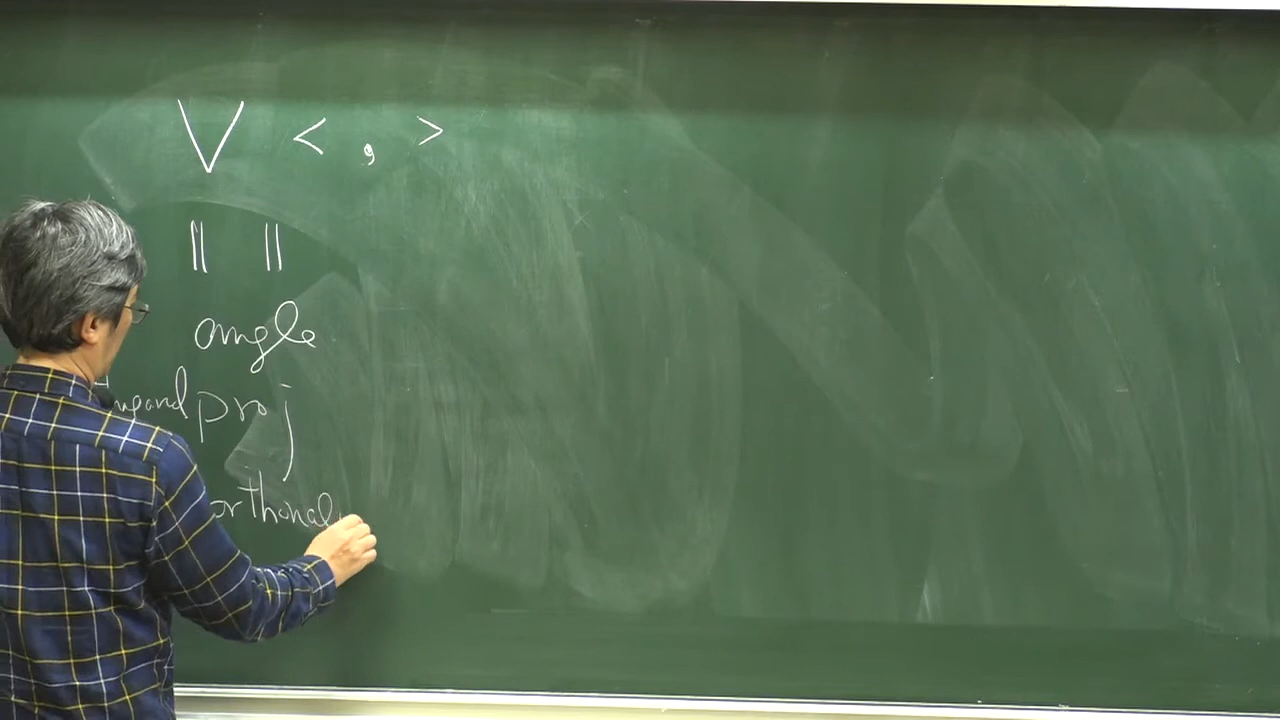 V < , >
|| ||
angle
proj
orthonal